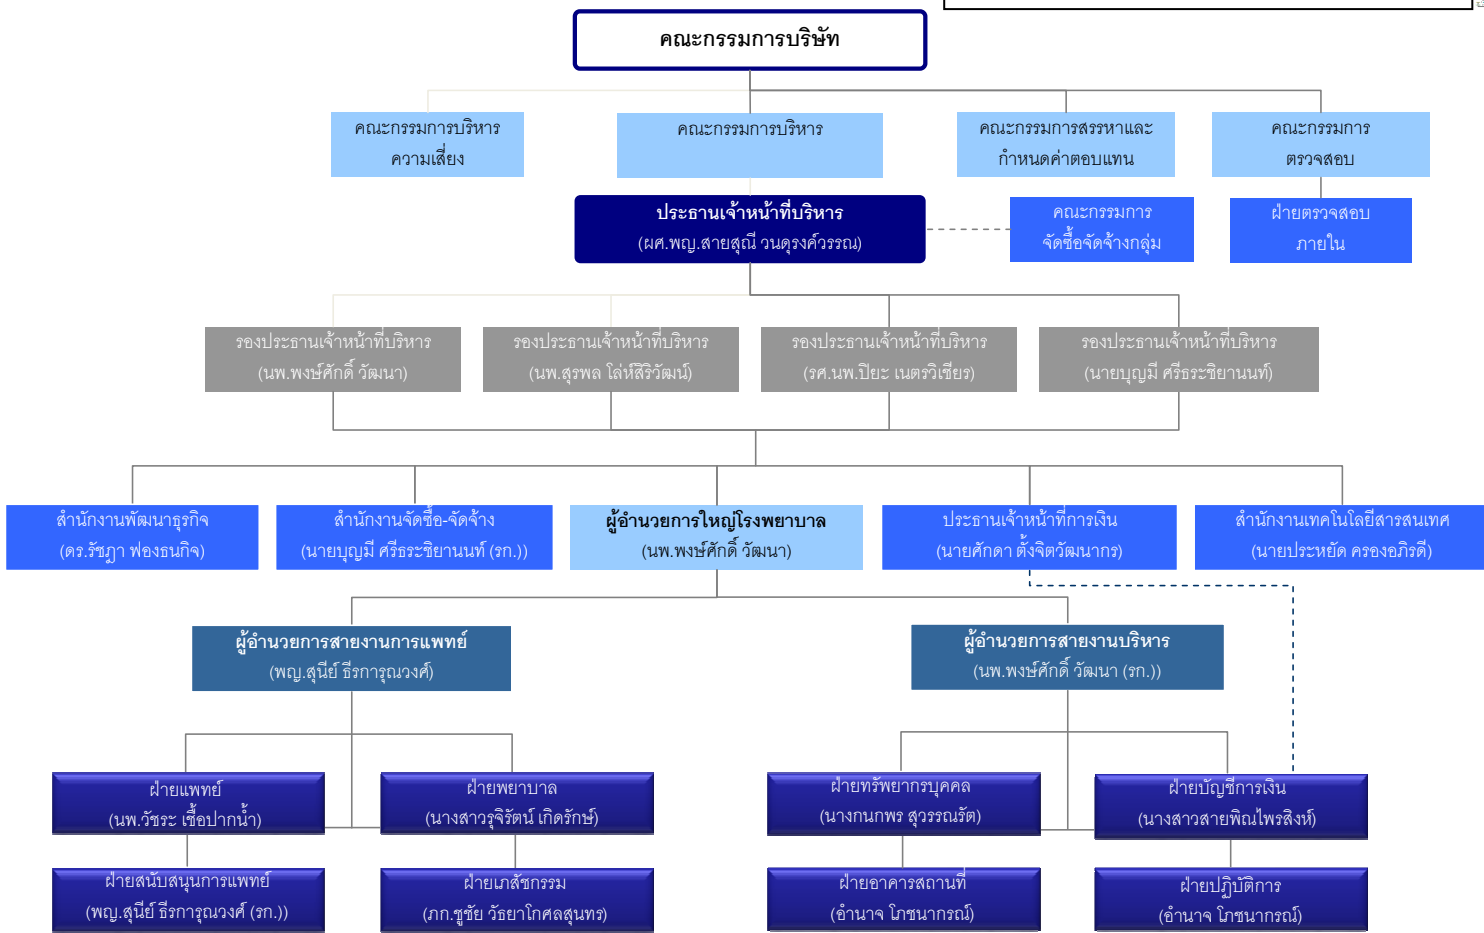 คณะกรรมการบริษัท
คณะกรรมการบริหาร
ความเสี่ยง
คณะกรรมการบริหาร
คณะกรรมการสรรหาและ
กำหนดค่าตอบแทน
คณะกรรมการ
ตรวจสอบ
ประธานเจ้าหน้าที่บริหาร
(ผศ.พญ.สายสุณี วนดุรงค์วรรณ)
คณะกรรมการ
จัดซื้อจัดจ้างกลุ่ม
ฝ่ายตรวจสอบ
ภายใน
รองประธานเจ้าหน้าที่บริหาร
(นพ.พงษ์ศักดิ์ วัฒนา)
รองประธานเจ้าหน้าที่บริหาร
(นพ.สุรพล โล่ห์สิริวัฒน์)
รองประธานเจ้าหน้าที่บริหาร
(รศ.นพ.ปิยะ เนตรวิเชียร)
รองประธานเจ้าหน้าที่บริหาร
(นายบุญมี ศรีธระชิยานนท์)
สำนักงานพัฒนาธุรกิจ
(ดร.รัชฎา ฟองธนกิจ)
สำนักงานจัดซื้อ-จัดจ้าง
(นายบุญมี ศรีธระชิยานนท์ (รก.))
ผู้อำนวยการใหญ่โรงพยาบาล
(นพ.พงษ์ศักดิ์ วัฒนา)
ประธานเจ้าหน้าที่การเงิน
(นายศักดา ตั้งจิตวัฒนากร)
สำนักงานเทคโนโลยีสารสนเทศ
(นายประหยัด ครองอภิรดี)
ผู้อำนวยการสายงานการแพทย์
(พญ.สุนีย์ ธีรการุณวงศ์)
ผู้อำนวยการสายงานบริหาร
(นพ.พงษ์ศักดิ์ วัฒนา (รก.))
ฝ่ายแพทย์
(นพ.วัชระ เชื้อปากน้ำ)
ฝ่ายพยาบาล
(นางสาวรุจิรัตน์ เกิดรักษ์)
ฝ่ายทรัพยากรบุคคล
(นางกนกพร สุวรรณรัต)
ฝ่ายบัญชีการเงิน
(นางสาวสายพิณไพรสิงห์)
ฝ่ายสนับสนุนการแพทย์
(พญ.สุนีย์ ธีรการุณวงศ์ (รก.))
ฝ่ายเภสัชกรรม
(ภก.ชูชัย วัธยาโกศลสุนทร)
ฝ่ายอาคารสถานที่
(อำนาจ โภชนากรณ์)
ฝ่ายปฏิบัติการ
(อำนาจ โภชนากรณ์)